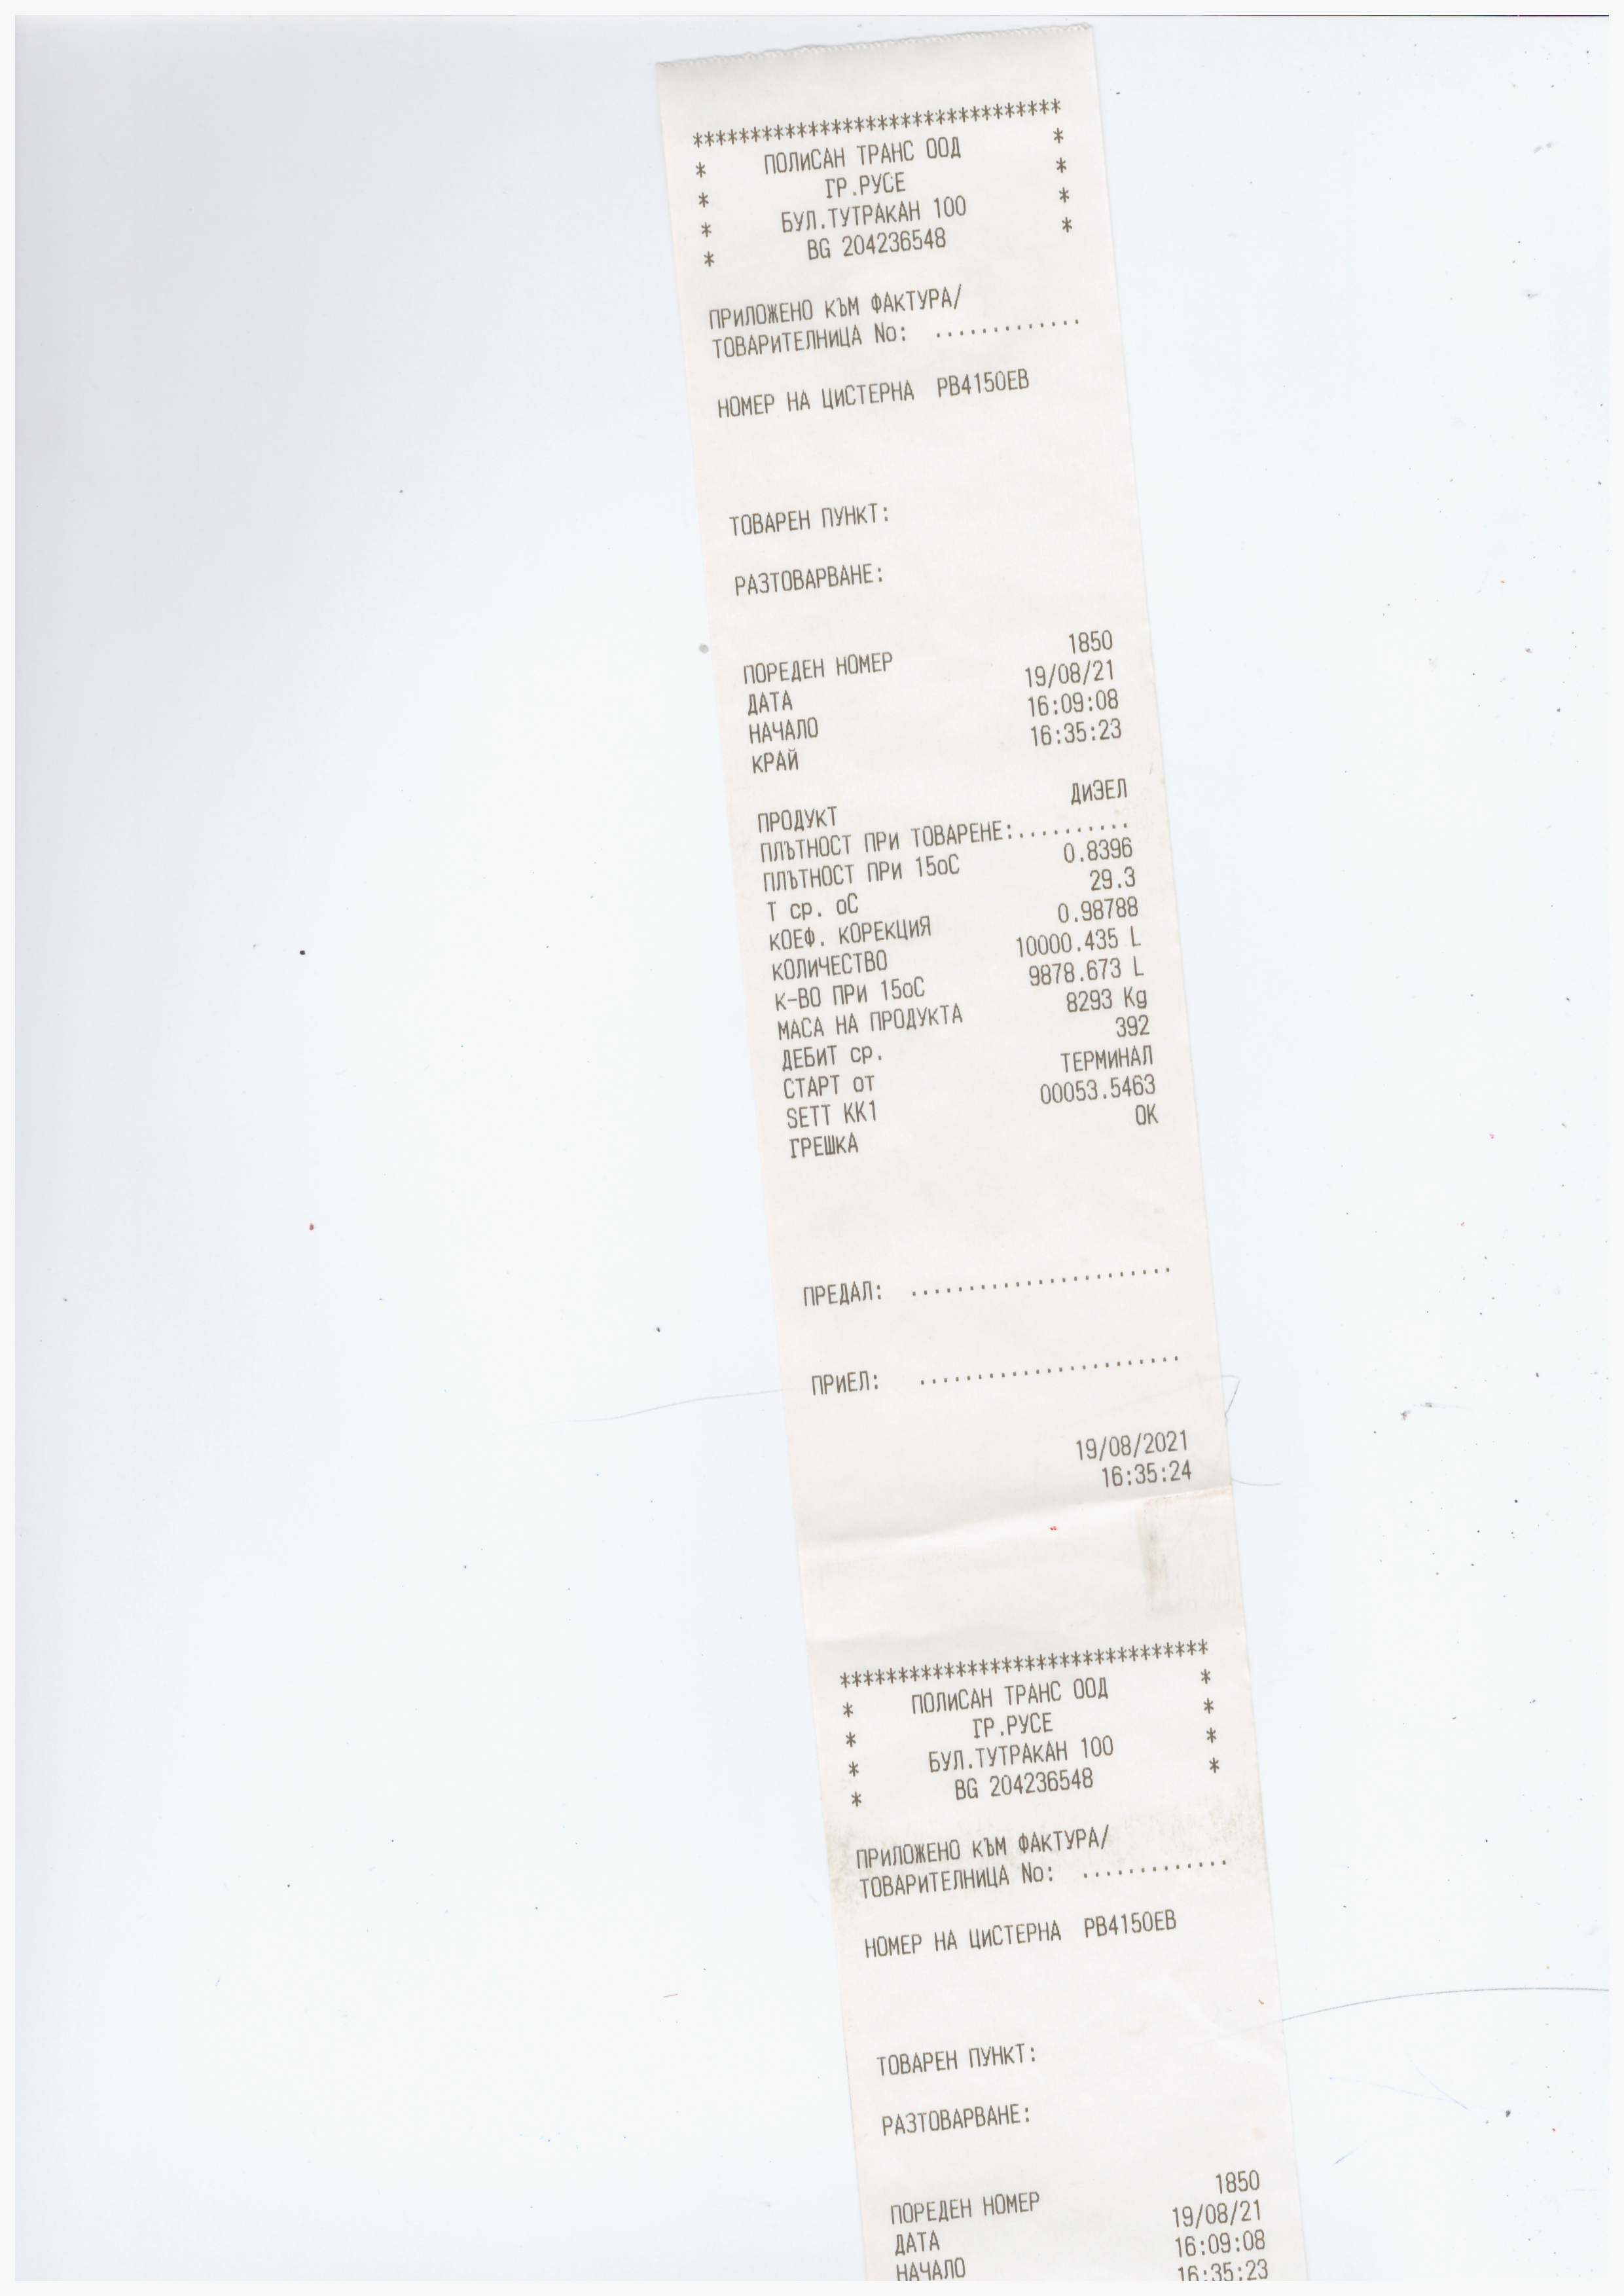 ********************************
* ПОЛИСАН ТРАНС ООД *
* ГР.РУСЕ *
* БУЛ.ТУТРАКАН 100 *
* BG 204236548 *
ПРИЛОЖЕНО КЪМ ФАКТУРА/
ТОВАРИТЕЛНИЦА No: .............
НОМЕР НА ЦИСТЕРНА PB4150EB
ТОВАРЕН ПУНКТ:
РАЗТОВАРВАНЕ:
ПОРЕДЕН НОМЕР 1850
ДАТА 19/08/21
НАЧАЛО 16:09:08
КРАЙ 16:35:23
ПРОДУКТ ДИЗЕЛ
ПЛЪТНОСТ ПРИ ТОВАРЕНЕ:..........
ПЛЪТНОСТ ПРИ 15oC 0.8396
T ср. oC 29.3
КОЕФ. КОРЕКЦИЯ 0.98788
КОЛИЧЕСТВО 10000.435 L
К-ВО ПРИ 15oC 9878.673 L
МАСА НА ПРОДУКТА 8293 Kg
ДЕБИТ ср. 392
СТАРТ от ТЕРМИНАЛ
SETT KK1 00053.5463
ГРЕШКА OK
ПРЕДАЛ: .......................
ПРИЕЛ: .......................
19/08/2021
16:35:24
********************************
* ПОЛИСАН ТРАНС ООД *
* ГР.РУСЕ *
* БУЛ.ТУТРАКАН 100 *
* BG 204236548 *
ПРИЛОЖЕНО КЪМ ФАКТУРА/
ТОВАРИТЕЛНИЦА No: .............
НОМЕР НА ЦИСТЕРНА PB4150EB
ТОВАРЕН ПУНКТ:
РАЗТОВАРВАНЕ:
ПОРЕДЕН НОМЕР 1850
ДАТА 19/08/21
НАЧАЛО 16:09:08
16:35:23